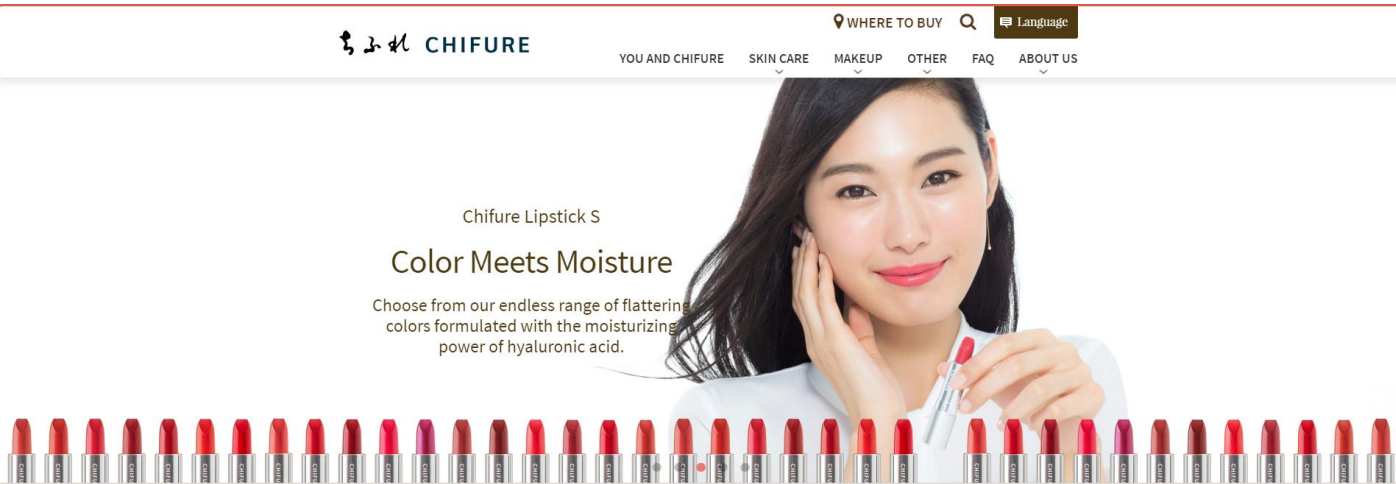 WHERE TO BUY
Language
ちふれ CHIFURE
YOU AND CHIFURE
SKIN CARE
MAKEUP
OTHER
FAQ
ABOUT US
Chifure Lipstick S
Color Meets Moisture
Choose from our endless range of flattering
colors formulated with the moisturizing
power of hyaluronic acid.